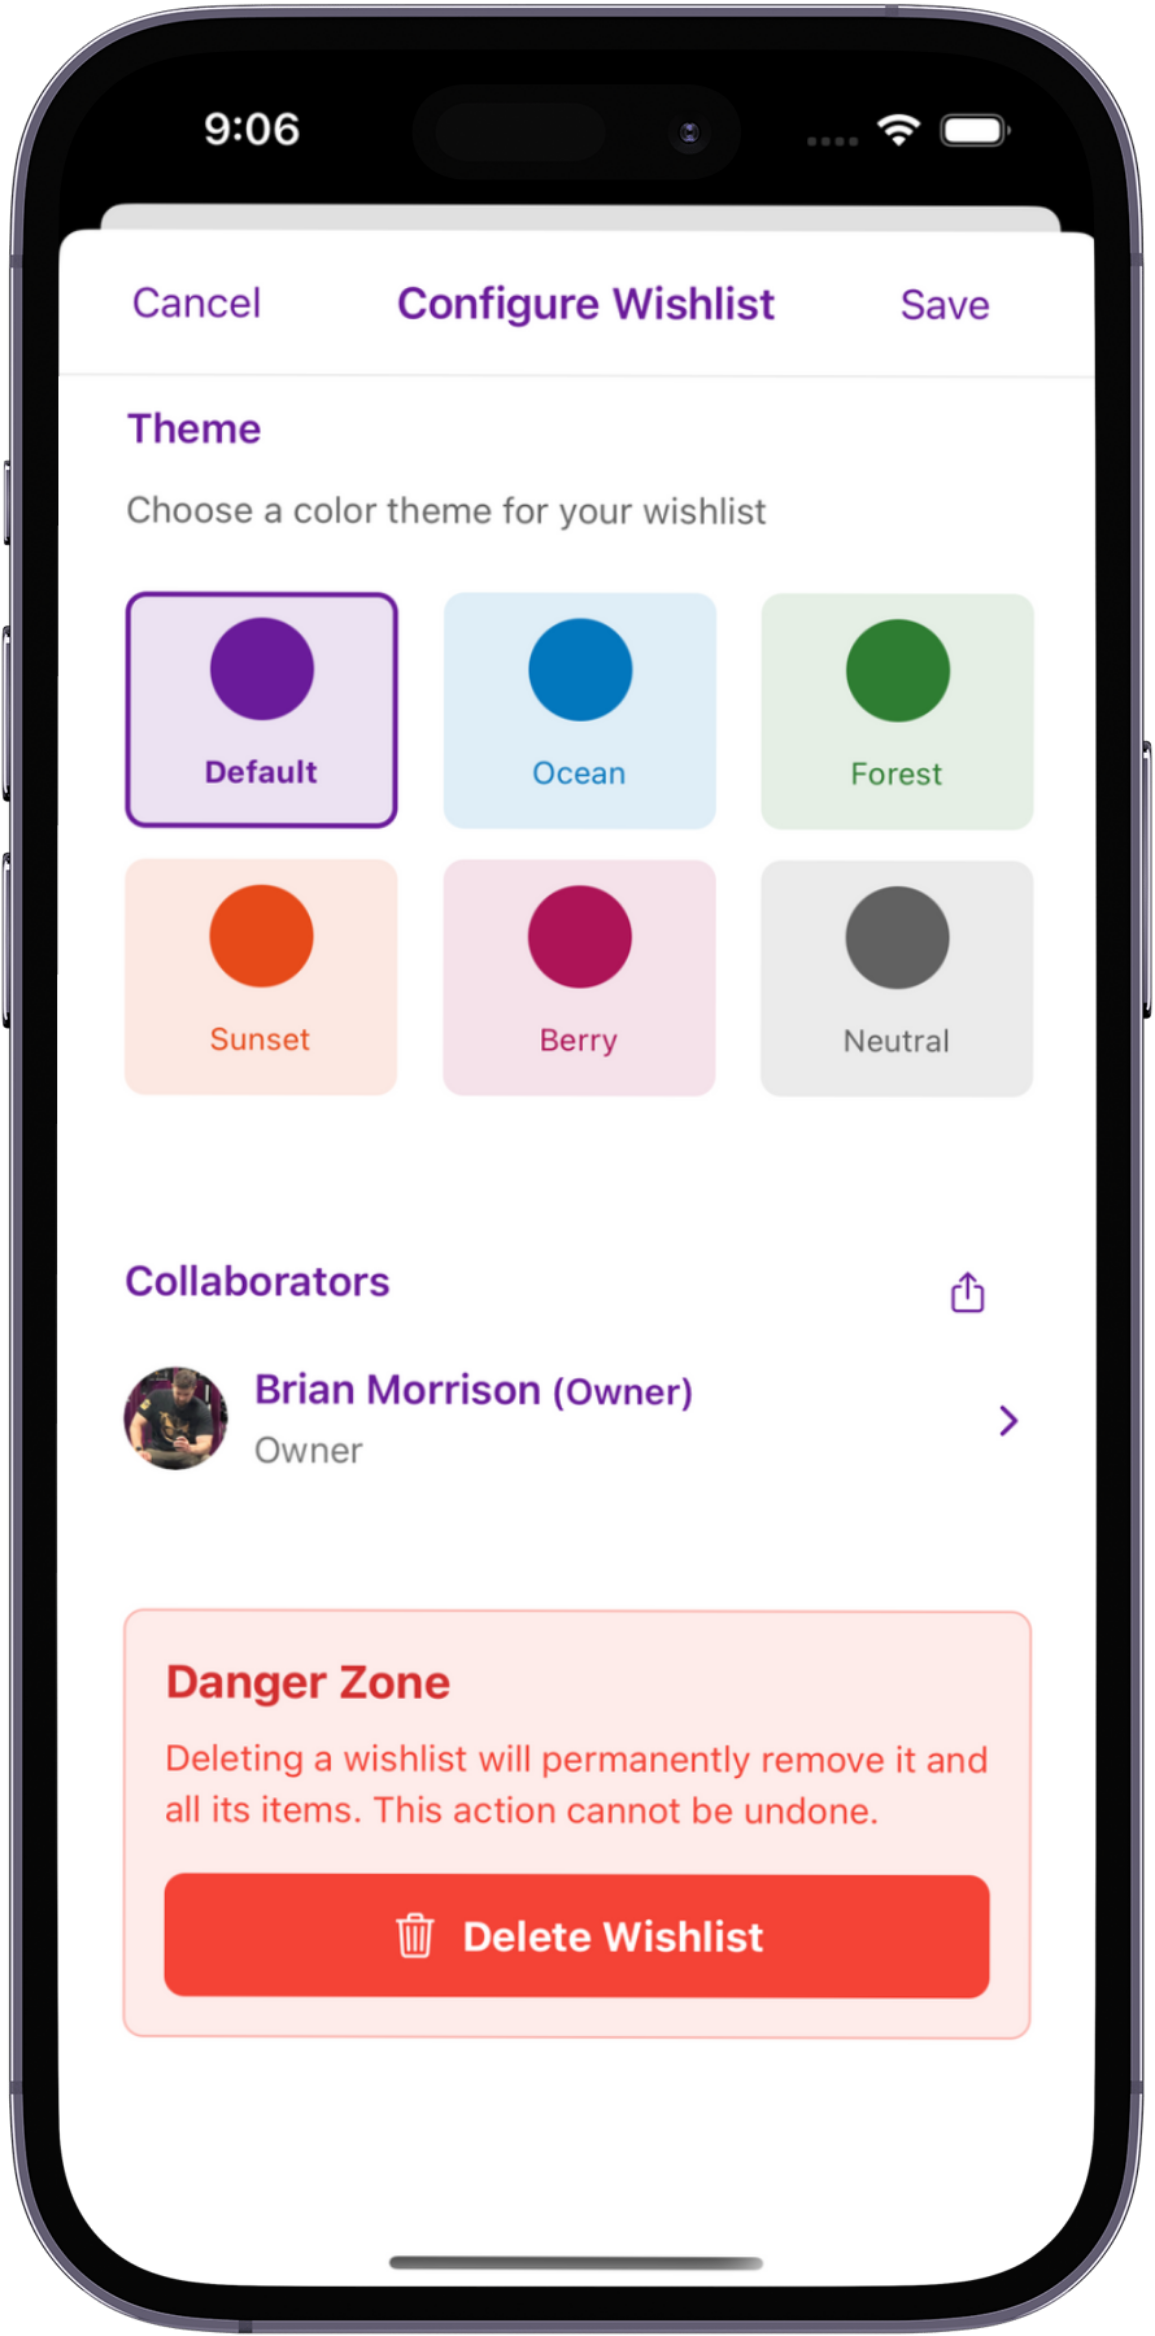 9:06
Cancel
Configure Wishlist
Save
Theme
Choose a color theme for your wishlist
Default
Ocean
Forest
Sunset
Berry
Neutral
Collaborators
Brian Morrison (Owner)
Owner
Danger Zone
Deleting a wishlist will permanently remove it and
all its items. This action cannot be undone.
Delete Wishlist